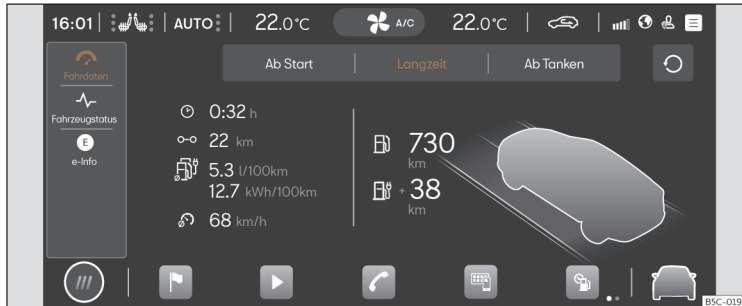 16:01 AUTO 22.0°C A/C 22.0°C
Fahrdaten
Fahrzeugstatus
E
e-Info
Ab Start Langzeit Ab Tanken
0:32 h
22 km
5.3 l/100km
12.7 kWh/100km
68 km/h
730
km
+ 38
km
B5C-019